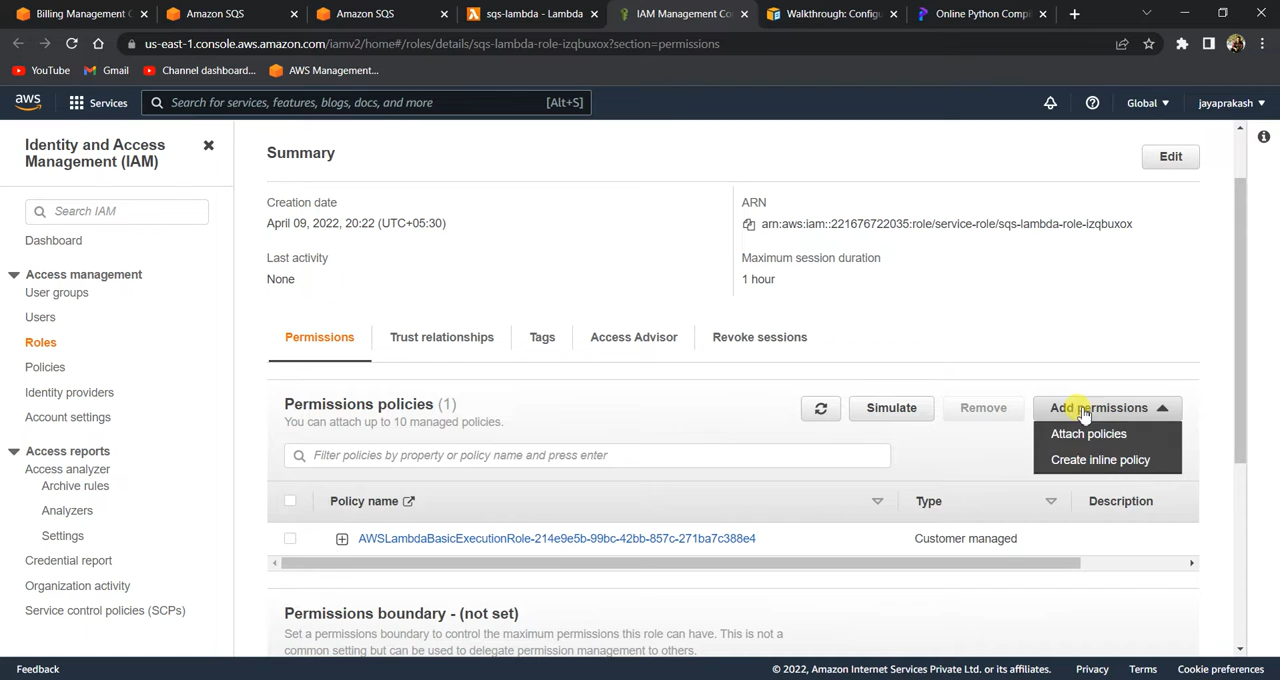 Billing Management
Amazon SQS
Amazon SQS
sqs-lambda - Lambda
IAM Management Co
Walkthrough: Configu
Online Python Compil
us-east-1.console.aws.amazon.com/iamv2/home#/roles/details/sqs-lambda-role-izqbuxox?section=permissions
YouTube
Gmail
Channel dashboard...
AWS Management...
aws
Services
Search for services, features, blogs, docs, and more
[Alt+S]
Global
jayaprakash
Identity and Access
Management (IAM)
Search IAM
Dashboard
Access management
User groups
Users
Roles
Policies
Identity providers
Account settings
Access reports
Access analyzer
Archive rules
Analyzers
Settings
Credential report
Organization activity
Service control policies (SCPs)
Summary
Edit
Creation date
April 09, 2022, 20:22 (UTC+05:30)
ARN
arn:aws:iam::221676722035:role/service-role/sqs-lambda-role-izqbuxox
Last activity
None
Maximum session duration
1 hour
Permissions
Trust relationships
Tags
Access Advisor
Revoke sessions
Permissions policies (1)
You can attach up to 10 managed policies.
Simulate
Remove
Add permissions
Attach policies
Create inline policy
Filter policies by property or policy name and press enter
Policy name
Type
Description
AWSLambdaBasicExecutionRole-214e9e5b-99bc-42bb-857c-271ba7c388e4
Customer managed
Permissions boundary - (not set)
Set a permissions boundary to control the maximum permissions this role can have. This is not a
common setting but can be used to delegate permission management to others.
Feedback
© 2022, Amazon Internet Services Private Ltd. or its affiliates.
Privacy
Terms
Cookie preferences